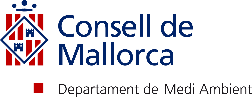 Consell de
Mallorca
Departament de Medi Ambient